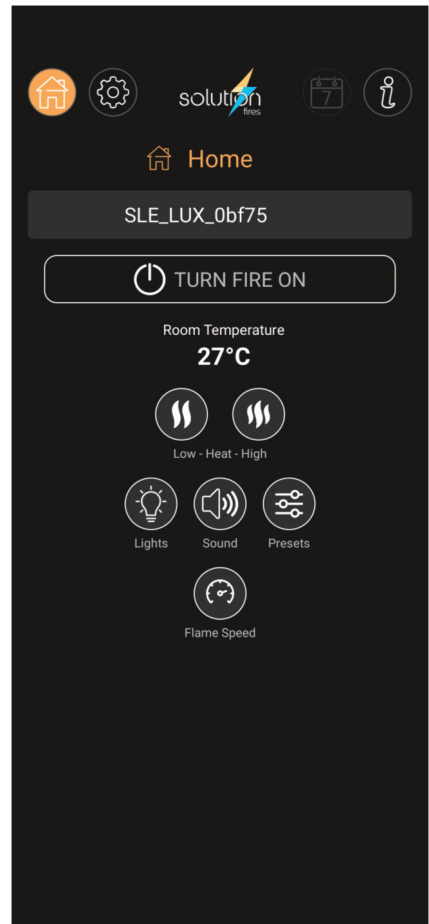 solution
fires
7
i
Home
SLE_LUX_0bf75
TURN FIRE ON
Room Temperature
27°C
Low - Heat - High
Lights Sound Presets
Flame Speed